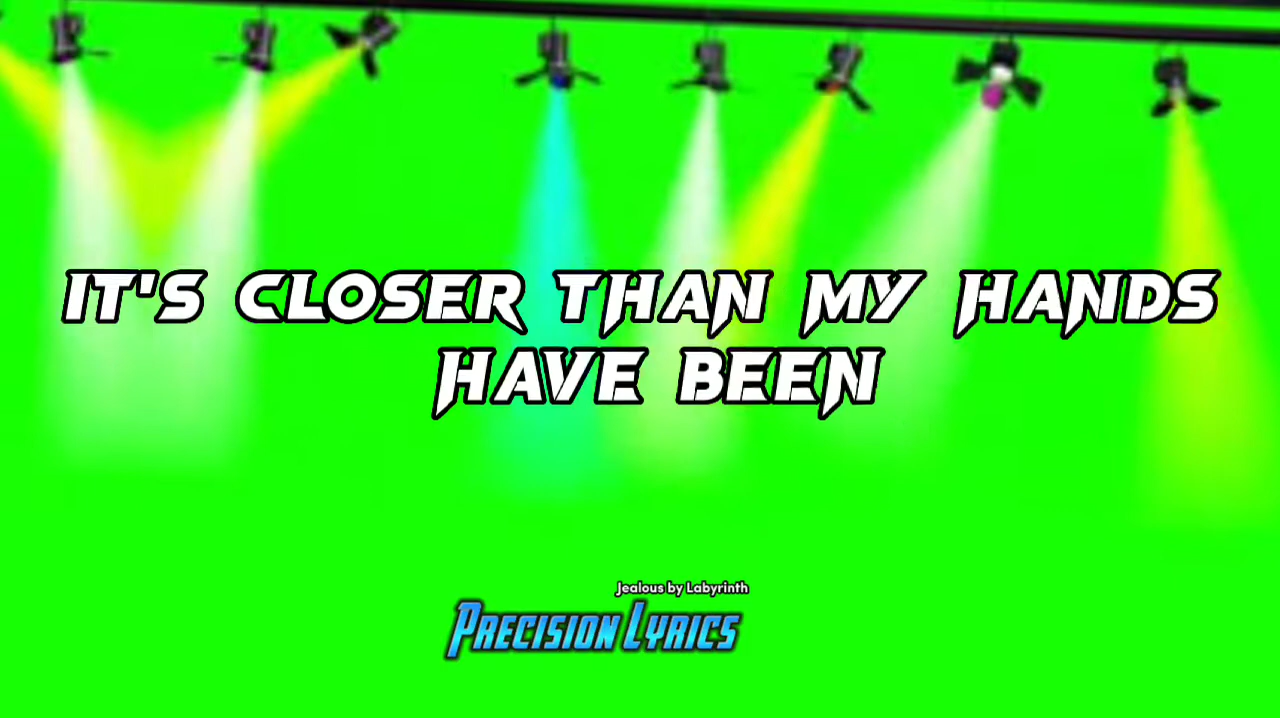 IT'S CLOSER THAN MY HANDS
HAVE BEEN
Jealous by Labyrinth
PRECISION LYRICS